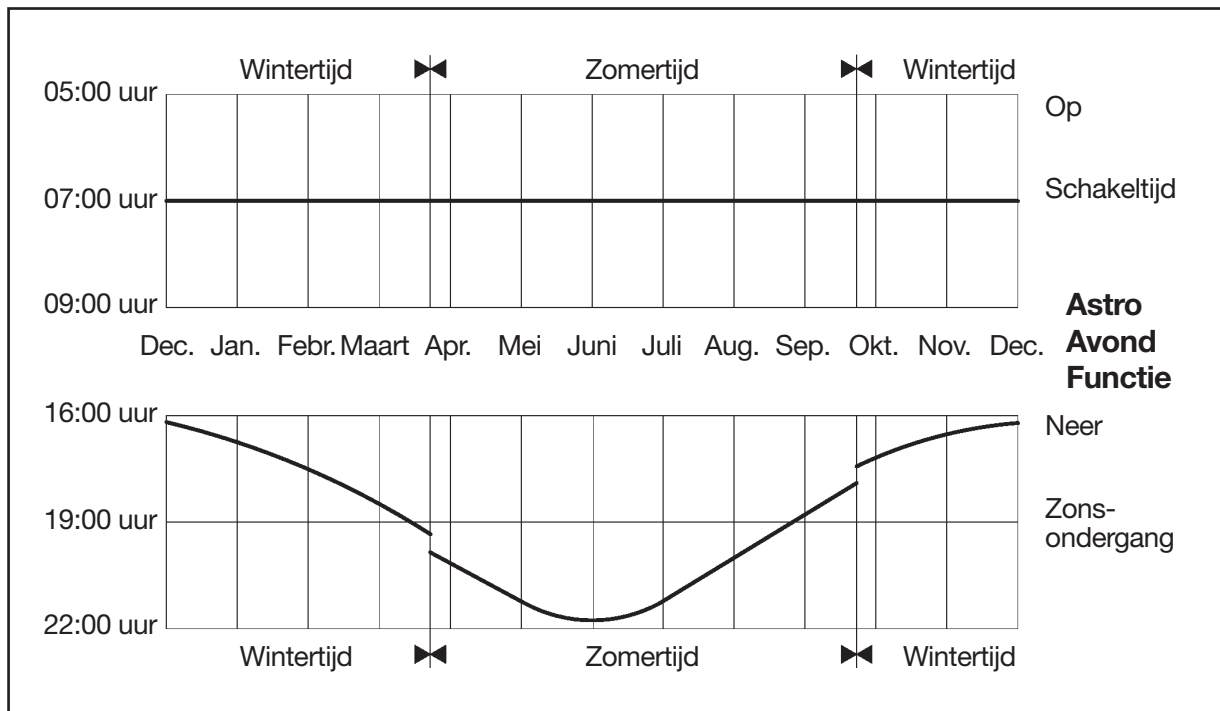 Wintertijd Zomertijd Wintertijd
05:00 uur Op
07:00 uur Schakeltijd
09:00 uur
Dec. Jan. Febr. Maart Apr. Mei Juni Juli Aug. Sep. Okt. Nov. Dec.
Astro
Avond
Functie
16:00 uur Neer
19:00 uur Zons-
ondergang
22:00 uur
Wintertijd Zomertijd Wintertijd